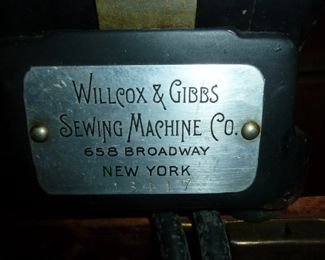 WILLCOX & GIBBS
SEWING MACHINE CO.
658 BROADWAY
NEW YORK